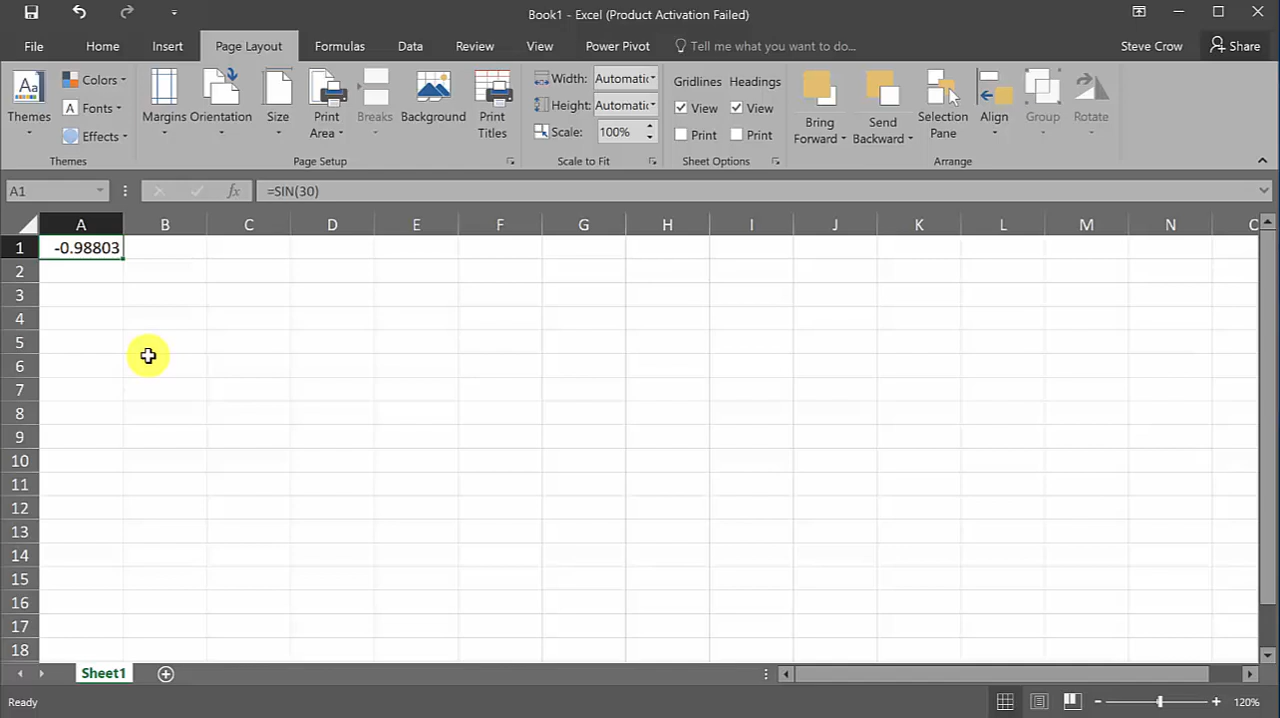 Book1 - Excel (Product Activation Failed)
File Home Insert Page Layout Formulas Data Review View Power Pivot Tell me what you want to do... Steve Crow Share
Aa Themes
Colors
Fonts
Effects
Themes
Margins Orientation Size Print Area Breaks Background Print Titles
Page Setup
Width: Automatic
Height: Automatic
Scale: 100%
Scale to Fit
Gridlines Headings
View View
Print Print
Sheet Options
Bring Forward Send Backward Selection Pane Align Group Rotate
Arrange
A1 fx =SIN(30)
A B C D E F G H I J K L M N
1 -0.98803
2
3
4
5
6
7
8
9
10
11
12
13
14
15
16
17
18
Sheet1
Ready 120%